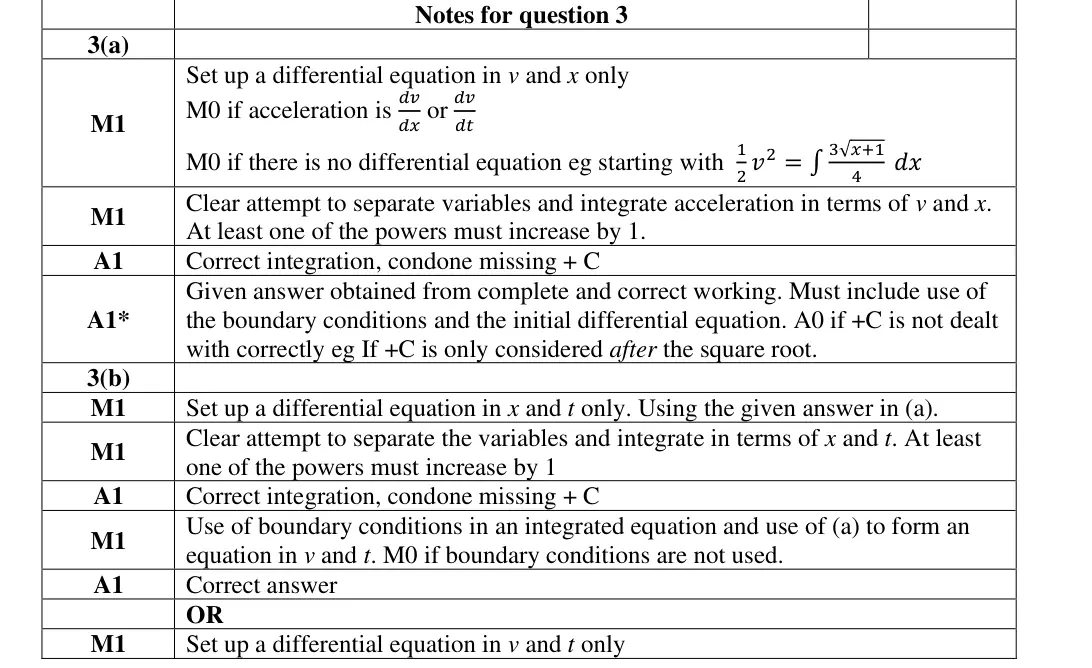 Notes for question 3
3(a)
M1
Set up a differential equation in v and x only
M0 if acceleration is dv/dx or dv/dt
M0 if there is no differential equation eg starting with 1/2 v² = ∫ 3√(x+1)/4 dx
M1
Clear attempt to separate variables and integrate acceleration in terms of v and x.
At least one of the powers must increase by 1.
A1
Correct integration, condone missing + C
A1*
Given answer obtained from complete and correct working. Must include use of
the boundary conditions and the initial differential equation. A0 if +C is not dealt
with correctly eg If +C is only considered after the square root.
3(b)
M1
Set up a differential equation in x and t only. Using the given answer in (a).
M1
Clear attempt to separate the variables and integrate in terms of x and t. At least
one of the powers must increase by 1
A1
Correct integration, condone missing + C
M1
Use of boundary conditions in an integrated equation and use of (a) to form an
equation in v and t. M0 if boundary conditions are not used.
A1
Correct answer
OR
M1
Set up a differential equation in v and t only